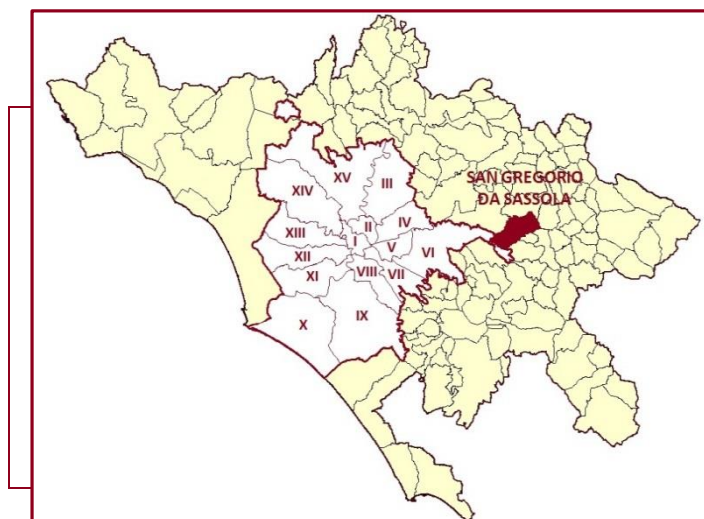 XV
III
XIV
SAN GREGORIO
DA SASSOLA
II
IV
XIII
I
V
VI
XII
XI
VIII
VII
X
IX